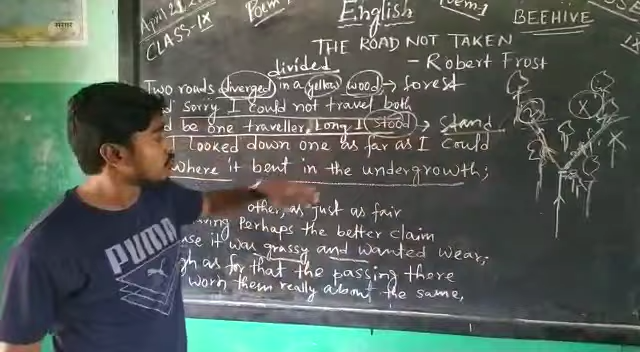 April 21
CLASS-IX
Poem
English
Poem-1
BEEHIVE
THE ROAD NOT TAKEN
- Robert Frost
divided
Two roads diverged in a yellow wood → forest
sorry I could not travel both
be one traveller, Long I stood → Stand
I looked down one as far as I could
where it bent in the undergrowth;
other, as just as fair
Perhaps the better claim
it was grassy and wanted wear;
as for that the passing there
worn them really about the same,
PUMA